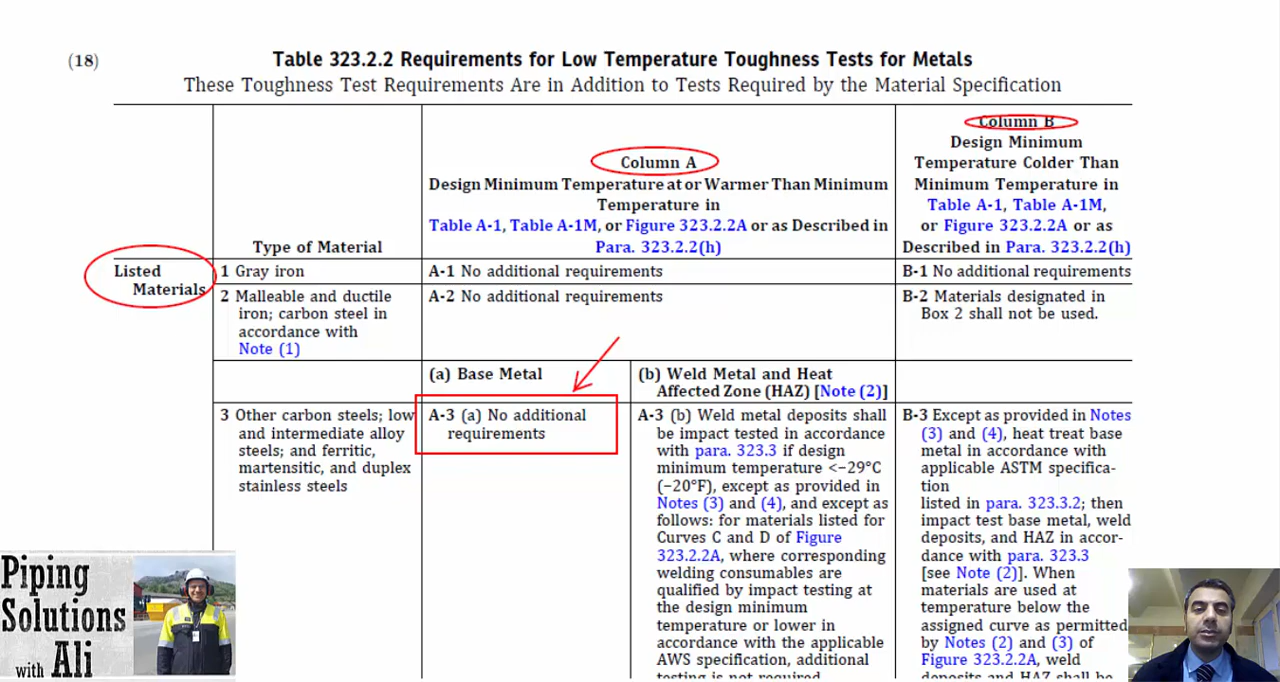 (18)
Table 323.2.2 Requirements for Low Temperature Toughness Tests for Metals
These Toughness Test Requirements Are in Addition to Tests Required by the Material Specification
Type of Material
Column A
Design Minimum Temperature at or Warmer Than Minimum
Temperature in
Table A-1, Table A-1M, or Figure 323.2.2A or as Described in
Para. 323.2.2(h)
Column B
Design Minimum
Temperature Colder Than
Minimum Temperature in
Table A-1, Table A-1M,
or Figure 323.2.2A or as
Described in Para. 323.2.2(h)
Listed
Materials
1 Gray iron
A-1 No additional requirements
B-1 No additional requirements
2 Malleable and ductile
iron; carbon steel in
accordance with
Note (1)
A-2 No additional requirements
B-2 Materials designated in
Box 2 shall not be used.
(a) Base Metal
(b) Weld Metal and Heat
Affected Zone (HAZ) [Note (2)]
3 Other carbon steels; low
and intermediate alloy
steels; and ferritic,
martensitic, and duplex
stainless steels
A-3 (a) No additional
requirements
A-3 (b) Weld metal deposits shall
be impact tested in accordance
with para. 323.3 if design
minimum temperature <−29°C
(−20°F), except as provided in
Notes (3) and (4), and except as
follows: for materials listed for
Curves C and D of Figure
323.2.2A, where corresponding
welding consumables are
qualified by impact testing at
the design minimum
temperature or lower in
accordance with the applicable
AWS specification, additional
testing is not required.
B-3 Except as provided in Notes
(3) and (4), heat treat base
metal in accordance with
applicable ASTM specifica-
tion
listed in para. 323.3.2; then
impact test base metal, weld
deposits, and HAZ in accor-
dance with para. 323.3
[see Note (2)]. When
materials are used at
temperature below the
assigned curve as permitted
by Notes (2) and (3) of
Figure 323.2.2A, weld
deposits and HAZ shall be
Piping
Solutions
with Ali